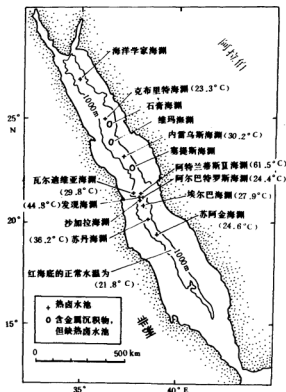 阿拉伯
海洋学家海渊
克布里特海渊(23.3°C)
石膏海渊
维玛海渊
1000m
25
N
内雷乌斯海渊(30.2°C)
塞提斯海渊
阿特兰蒂斯Ⅱ海渊(61.5°C)
瓦尔迪维亚海渊
(29.8°C)
阿尔巴特罗斯海渊(24.4°C)
(44.8°C)发现海渊
埃尔巴海渊(27.9°C)
20
沙加拉海渊
苏阿金海渊
(24.6°C)
(36.2°C)苏丹海渊
红海底的正常水温为
(21.8°C)
1000m
+ 热卤水池
o 含金属沉积物,
但缺热卤水池
非洲
15
0 500 km
35
40 E